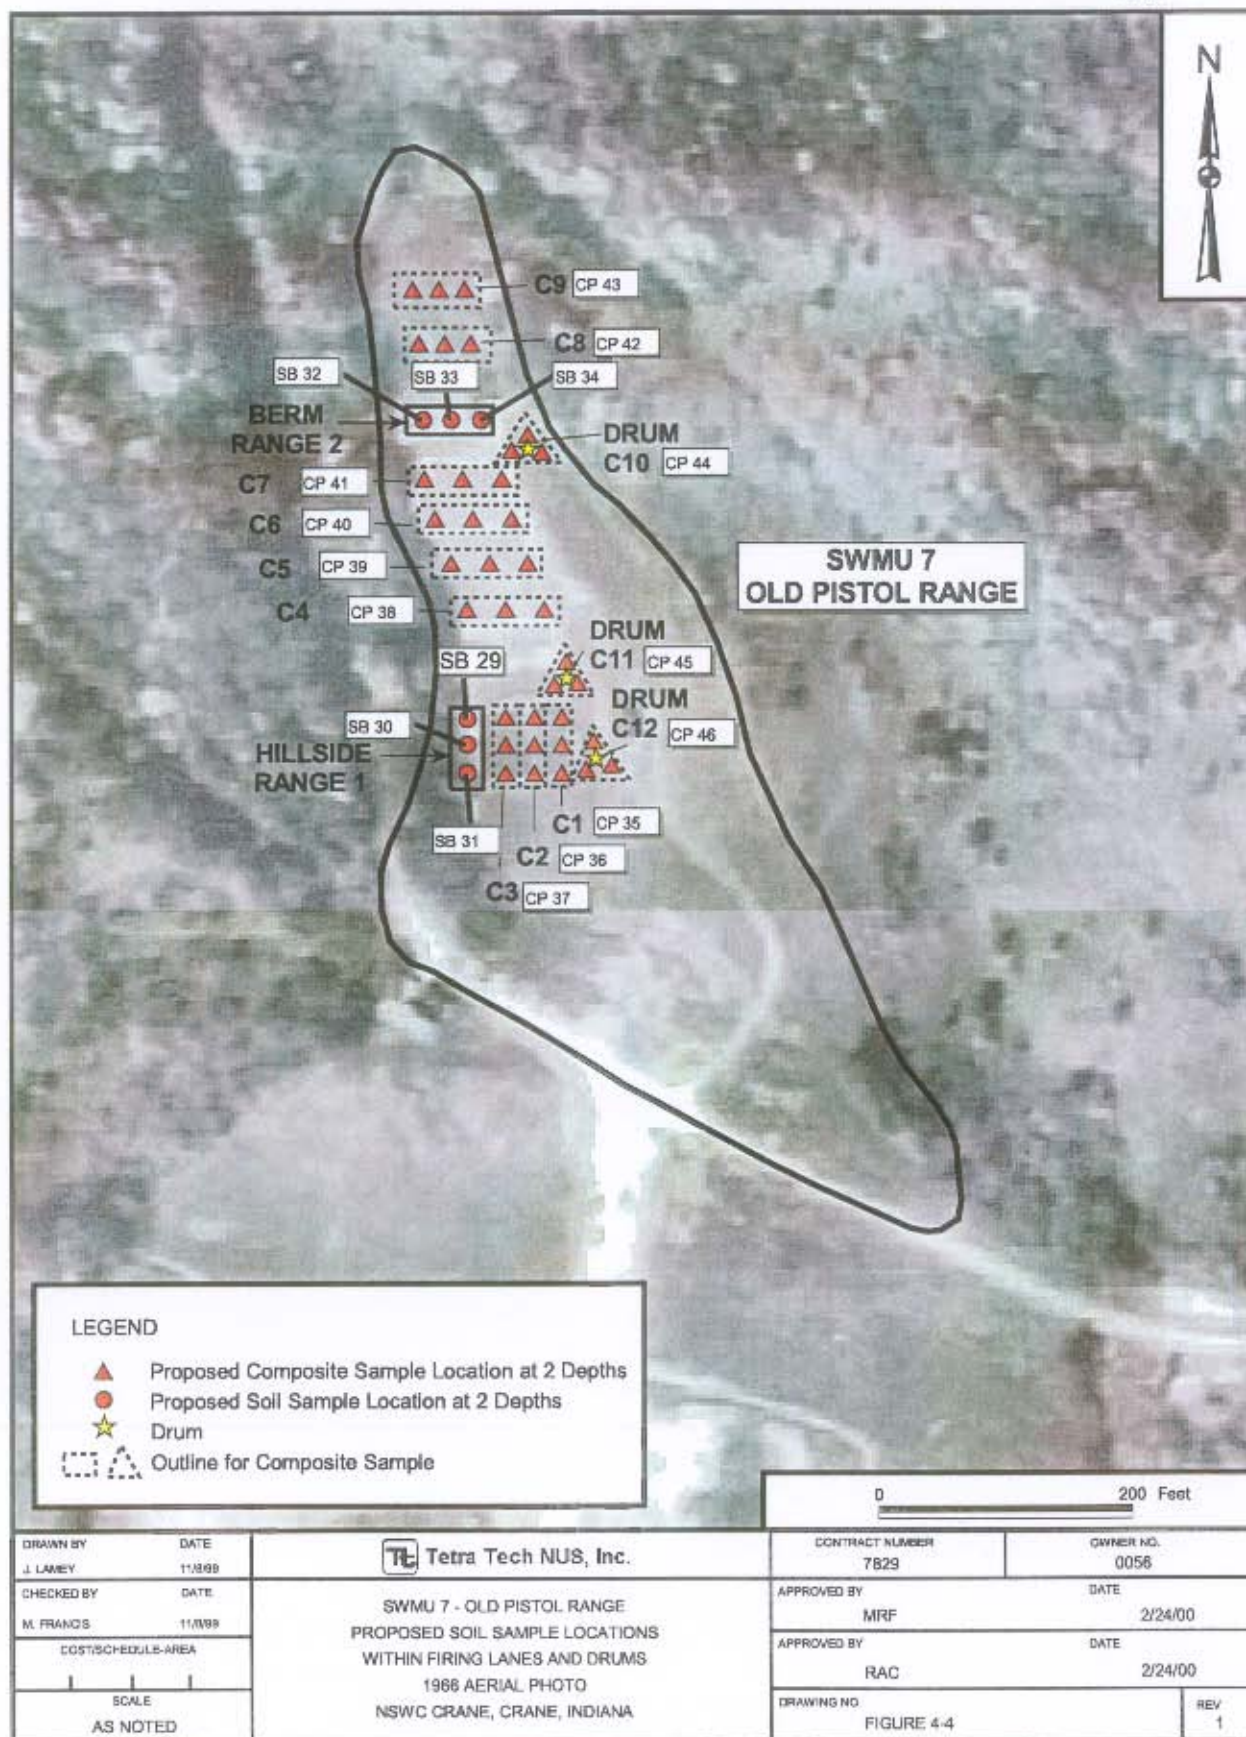 N
C9 CP 43
C8 CP 42
SB 32
SB 33
SB 34
BERM
RANGE 2
DRUM
C10 CP 44
C7 CP 41
C6 CP 40
C5 CP 39
C4 CP 38
SWMU 7
OLD PISTOL RANGE
DRUM
C11 CP 45
SB 29
DRUM
C12 CP 46
SB 30
HILLSIDE
RANGE 1
SB 31
C1 CP 35
C2 CP 36
C3 CP 37
LEGEND
Proposed Composite Sample Location at 2 Depths
Proposed Soil Sample Location at 2 Depths
Drum
Outline for Composite Sample
0 200 Feet
DRAWN BY DATE
J. LAMEY 11/8/99
CHECKED BY DATE
M. FRANCIS 11/8/99
COST/SCHEDULE-AREA
SCALE
AS NOTED
Tt Tetra Tech NUS, Inc.
SWMU 7 - OLD PISTOL RANGE
PROPOSED SOIL SAMPLE LOCATIONS
WITHIN FIRING LANES AND DRUMS
1966 AERIAL PHOTO
NSWC CRANE, CRANE, INDIANA
CONTRACT NUMBER
7829
OWNER NO.
0056
APPROVED BY DATE
MRF 2/24/00
APPROVED BY DATE
RAC 2/24/00
DRAWING NO.
FIGURE 4-4
REV
1